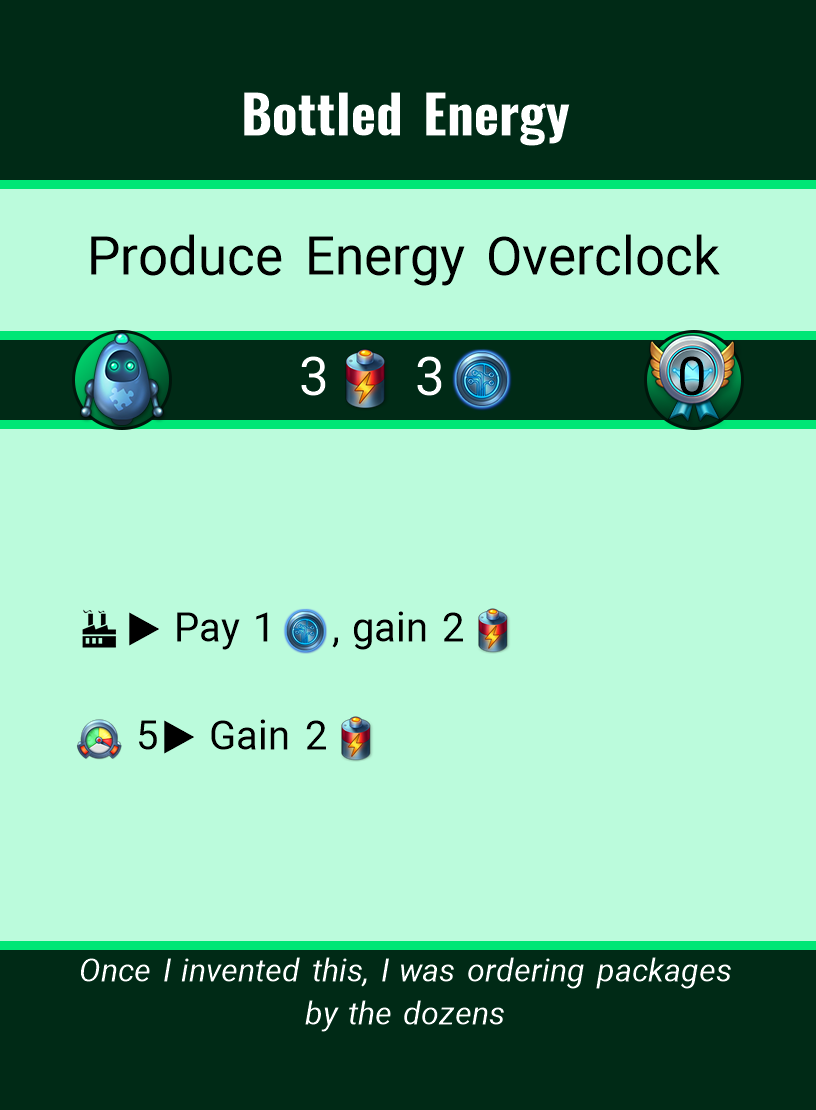 Bottled Energy
Produce Energy Overclock
3 3 0
Pay 1 , gain 2
5 Gain 2
Once I invented this, I was ordering packages
by the dozens